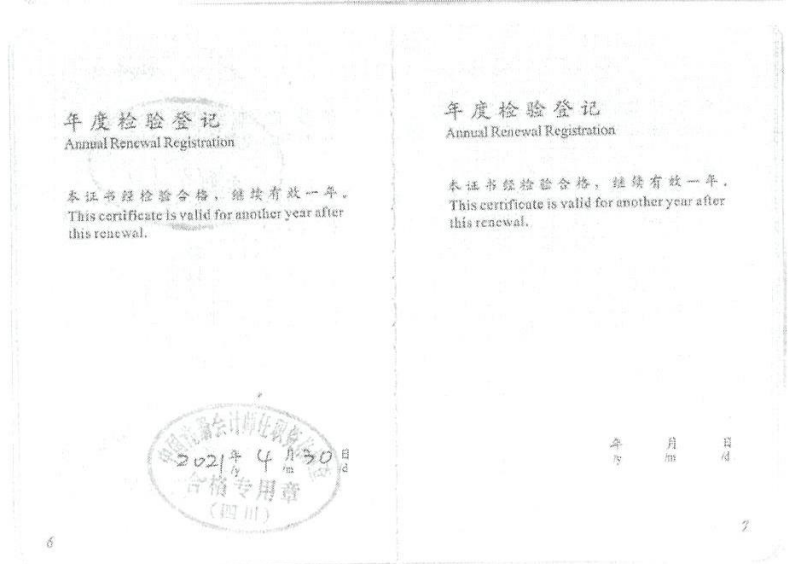 年度检验登记
Annual Renewal Registration
本证书经检验合格，继续有效一年。
This certificate is valid for another year after
this renewal.
2021年 4月30日
/y /m /d
合格专用章
（四川）
6
年度检验登记
Annual Renewal Registration
本证书经检验合格，继续有效一年。
This certificate is valid for another year after
this renewal.
年 月 日
/y /m /d
7